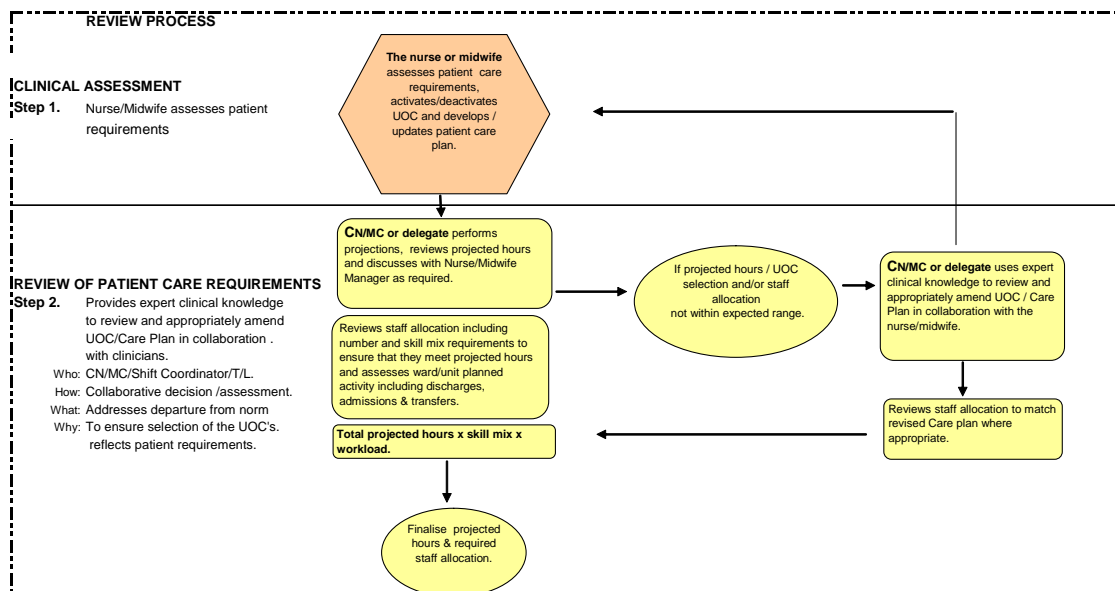 REVIEW PROCESS
CLINICAL ASSESSMENT
Step 1. Nurse/Midwife assesses patient
requirements
The nurse or midwife
assesses patient care
requirements,
activates/deactivates
UOC and develops /
updates patient care
plan.
REVIEW OF PATIENT CARE REQUIREMENTS
Step 2. Provides expert clinical knowledge
to review and appropriately amend
UOC/Care Plan in collaboration .
with clinicians.
Who: CN/MC/Shift Coordinator/T/L.
How: Collaborative decision /assessment.
What: Addresses departure from norm
Why: To ensure selection of the UOC's.
reflects patient requirements.
CN/MC or delegate performs
projections, reviews projected hours
and discusses with Nurse/Midwife
Manager as required.
Reviews staff allocation including
number and skill mix requirements to
ensure that they meet projected hours
and assesses ward/unit planned
activity including discharges,
admissions & transfers.
Total projected hours x skill mix x
workload.
Finalise projected
hours & required
staff allocation.
If projected hours / UOC
selection and/or staff
allocation
not within expected range.
CN/MC or delegate uses expert
clinical knowledge to review and
appropriately amend UOC / Care
Plan in collaboration with the
nurse/midwife.
Reviews staff allocation to match
revised Care plan where
appropriate.